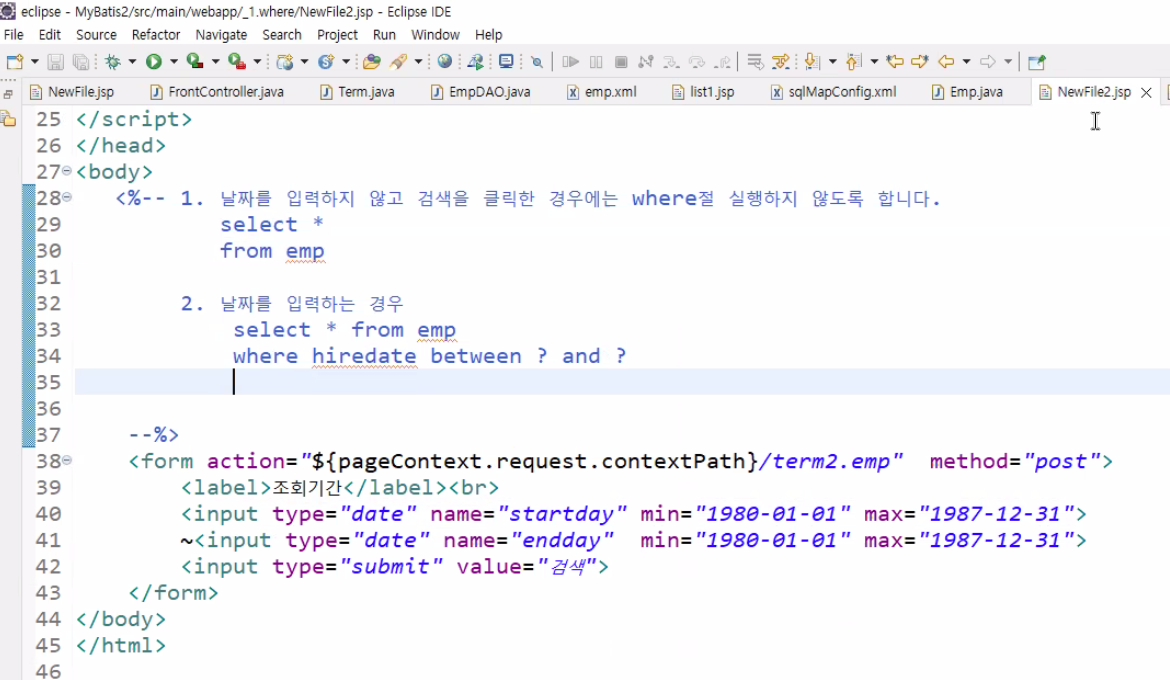 eclipse - MyBatis2/src/main/webapp/_1.where/NewFile2.jsp - Eclipse IDE
File Edit Source Refactor Navigate Search Project Run Window Help
NewFile.jsp FrontController.java Term.java EmpDAO.java emp.xml list1.jsp sqlMapConfig.xml Emp.java NewFile2.jsp
25 </script>
26 </head>
27 <body>
28 <%-- 1. 날짜를 입력하지 않고 검색을 클릭한 경우에는 where절 실행하지 않도록 합니다.
29 select *
30 from emp
31
32 2. 날짜를 입력하는 경우
33 select * from emp
34 where hiredate between ? and ?
35
36
37 --%>
38 <form action="${pageContext.request.contextPath}/term2.emp" method="post">
39 <label>조회기간</label><br>
40 <input type="date" name="startday" min="1980-01-01" max="1987-12-31">
41 ~<input type="date" name="endday" min="1980-01-01" max="1987-12-31">
42 <input type="submit" value="검색">
43 </form>
44 </body>
45 </html>
46